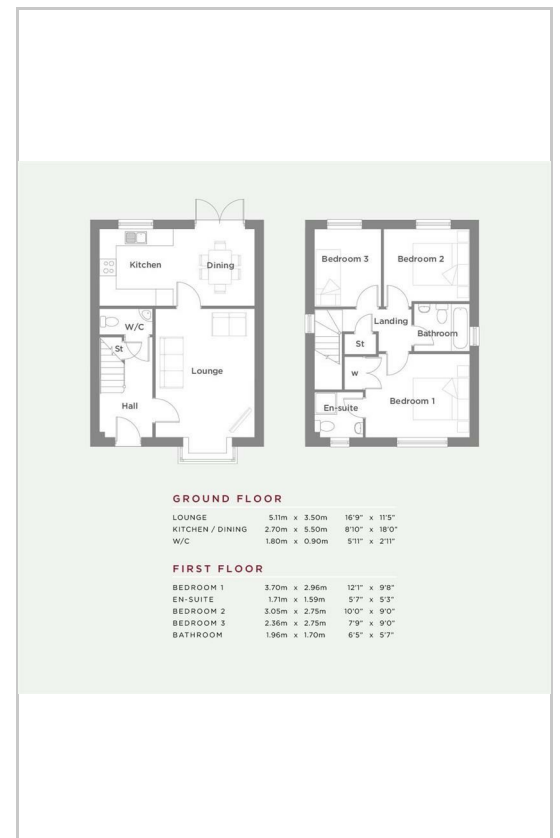 Kitchen
Dining
W/C
St
Lounge
Hall
Bedroom 3
Bedroom 2
Landing
St
Bathroom
W
En-suite
Bedroom 1
GROUND FLOOR
LOUNGE 5.11m x 3.50m 16'9" x 11'5"
KITCHEN / DINING 2.70m x 5.50m 8'10" x 18'0"
W/C 1.80m x 0.90m 5'11" x 2'11"
FIRST FLOOR
BEDROOM 1 3.70m x 2.96m 12'1" x 9'8"
EN-SUITE 1.71m x 1.59m 5'7" x 5'3"
BEDROOM 2 3.05m x 2.75m 10'0" x 9'0"
BEDROOM 3 2.36m x 2.75m 7'9" x 9'0"
BATHROOM 1.96m x 1.70m 6'5" x 5'7"